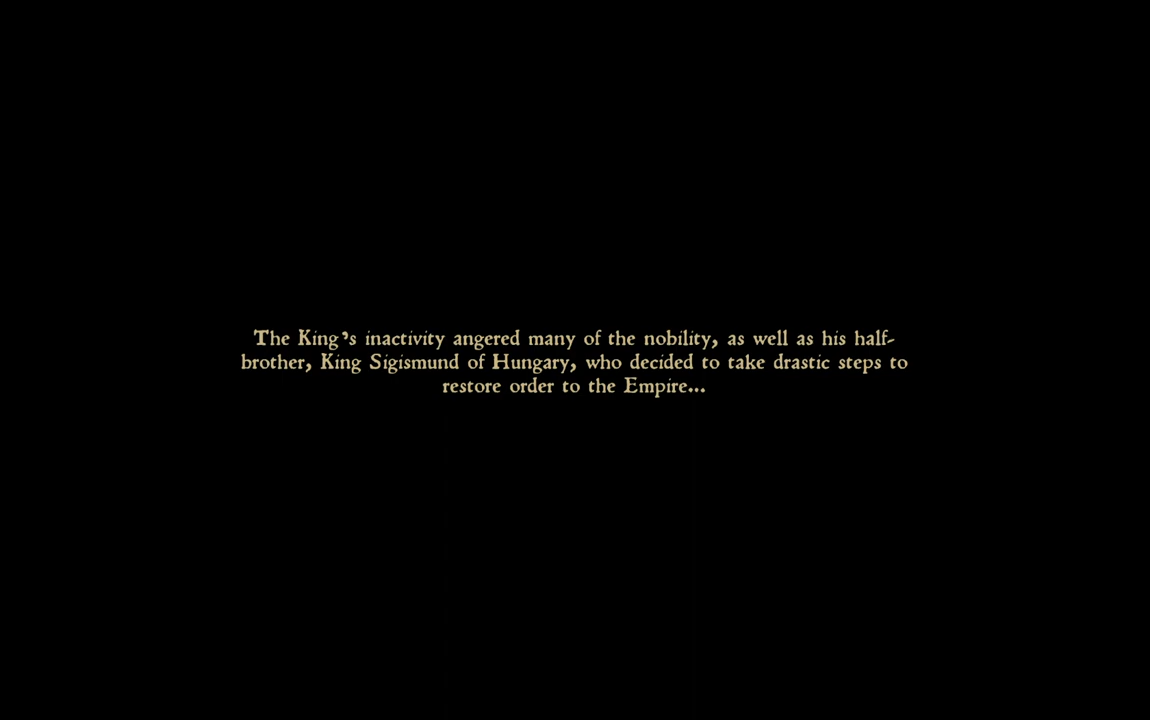 The King's inactivity angered many of the nobility, as well as his half-
brother, King Sigismund of Hungary, who decided to take drastic steps to
restore order to the Empire...